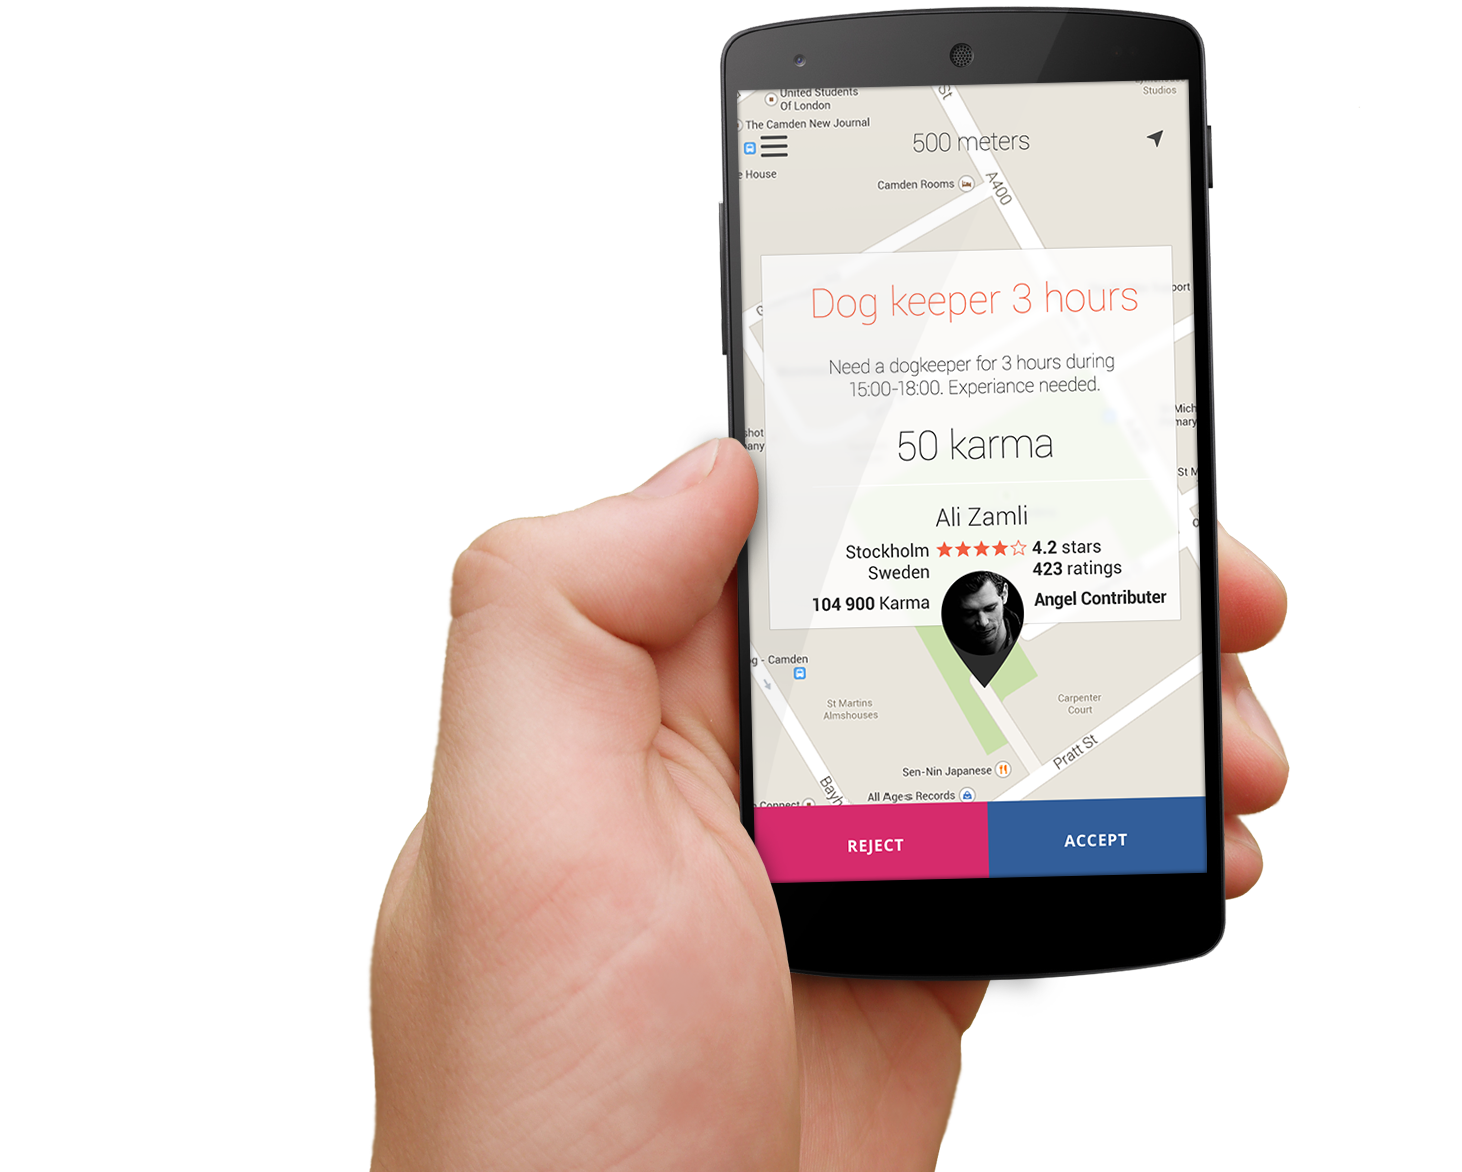 Studios
United Students
Of London
The Camden New Journal
St
500 meters
House
Camden Rooms
A400
Dog keeper 3 hours
Need a dogkeeper for 3 hours during
15:00-18:00. Experiance needed.
50 karma
St M
Ali Zamli
Stockholm
Sweden
4.2 stars
423 ratings
104 900 Karma
Angel Contributer
- Camden
St Martins
Almshouses
Carpenter
Court
Pratt St
Sen-Nin Japanese
All Ages Records
Connect
REJECT
ACCEPT